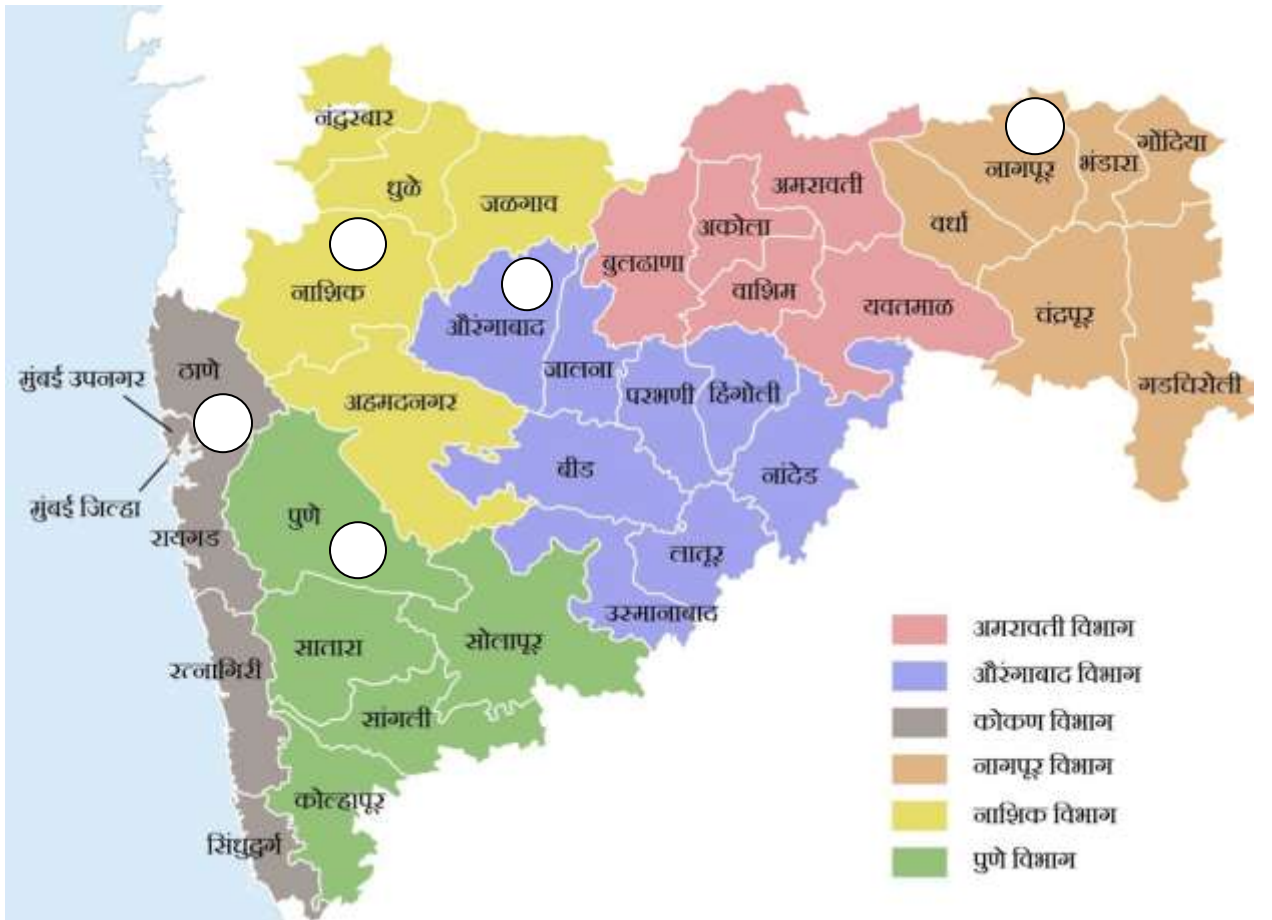 नंदुरबार
धुळे
जळगाव
नाशिक
अहमदनगर
औरंगाबाद
जालना
परभणी
हिंगोली
बीड
नांदेड
लातूर
उस्मानाबाद
बुलढाणा
अकोला
अमरावती
वाशिम
यवतमाळ
वर्धा
नागपूर
भंडारा
गोंदिया
चंद्रपूर
गडचिरोली
ठाणे
मुंबई उपनगर
मुंबई जिल्हा
रायगड
रत्नागिरी
सिंधुदुर्ग
पुणे
सातारा
सोलापूर
सांगली
कोल्हापूर
अमरावती विभाग
औरंगाबाद विभाग
कोकण विभाग
नागपूर विभाग
नाशिक विभाग
पुणे विभाग